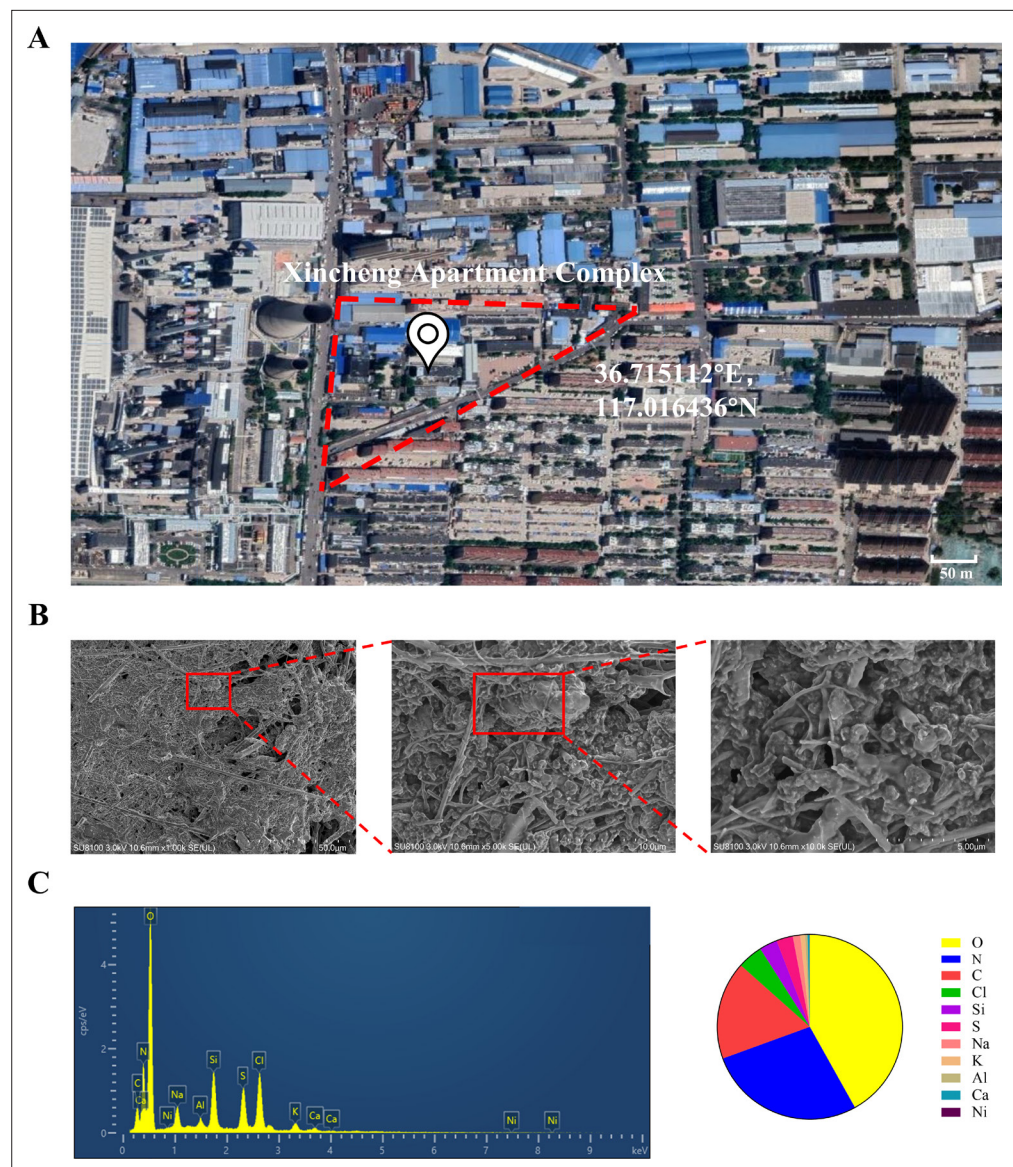 A
Xincheng Apartment Complex
36.715112°E,
117.016436°N
50 m
B
SU8100 3.0kV 10.6mm x1.00k SE(UL) 50.0μm
SU8100 3.0kV 10.6mm x5.00k SE(UL) 10.0μm
SU8100 3.0kV 10.6mm x10.0k SE(UL) 5.00μm
C
cps/eV
4
2
0
O
N
C
Ca
Ni
Na
Al
Si
S
Cl
K
Ca
Ca
Ni
Ni
0 1 2 3 4 5 6 7 8 9 keV
O
N
C
Cl
Si
S
Na
K
Al
Ca
Ni